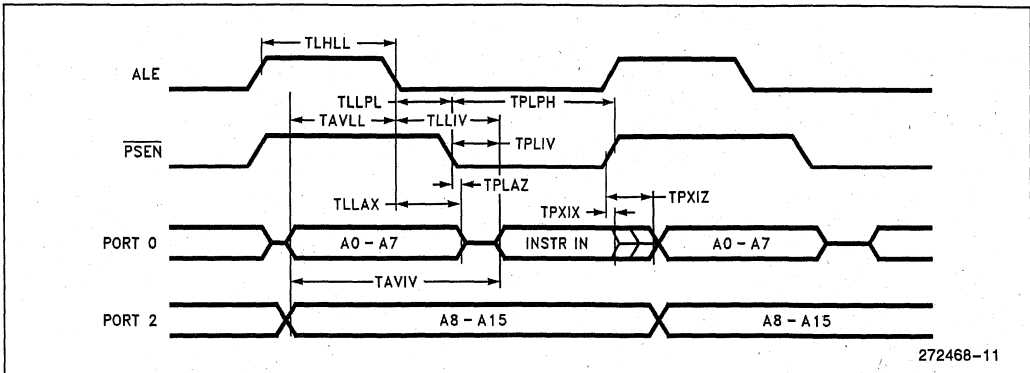 TLHLL
ALE
TLLPL TPLPH
TAVLL TLLIV
PSEN TPLIV
TPLAZ
TLLAX TPXIX TPXIZ
PORT 0 A0 – A7 INSTR IN A0 – A7
TAVIV
PORT 2 A8 – A15 A8 – A15
272468-11